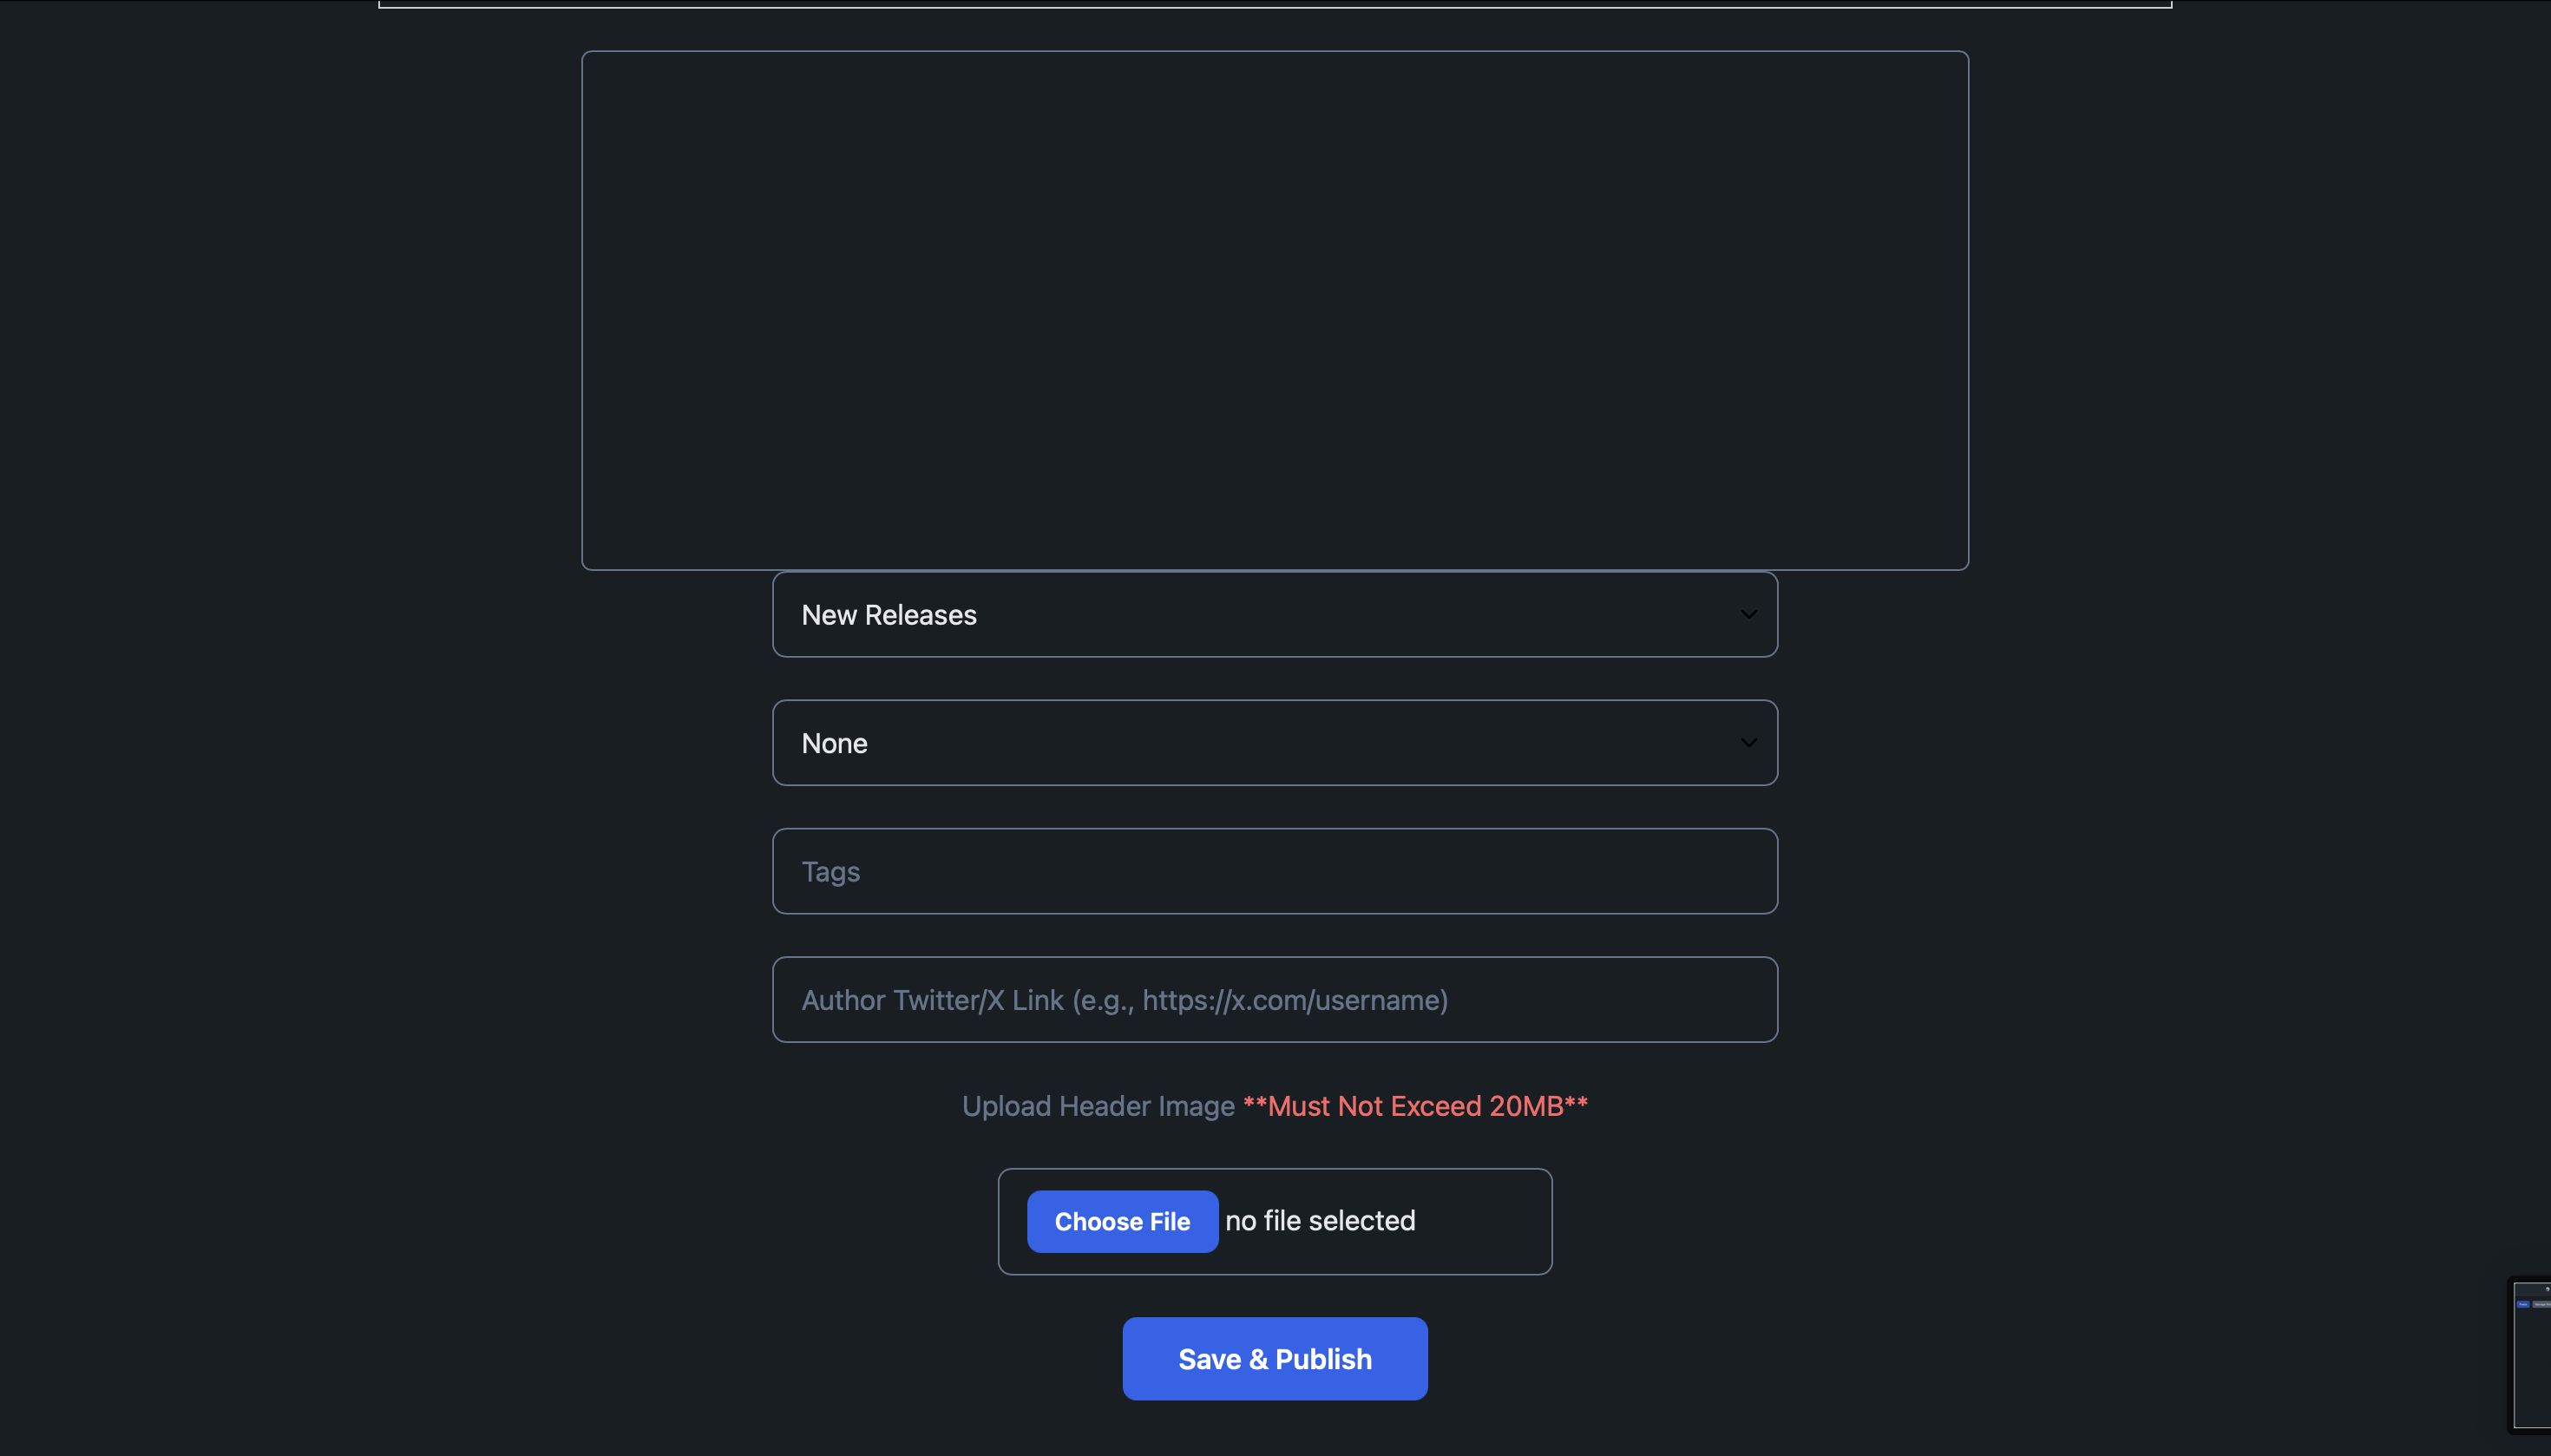 New Releases
None
Tags
Author Twitter/X Link (e.g., https://x.com/username)
Upload Header Image **Must Not Exceed 20MB**
Choose File no file selected
Save & Publish